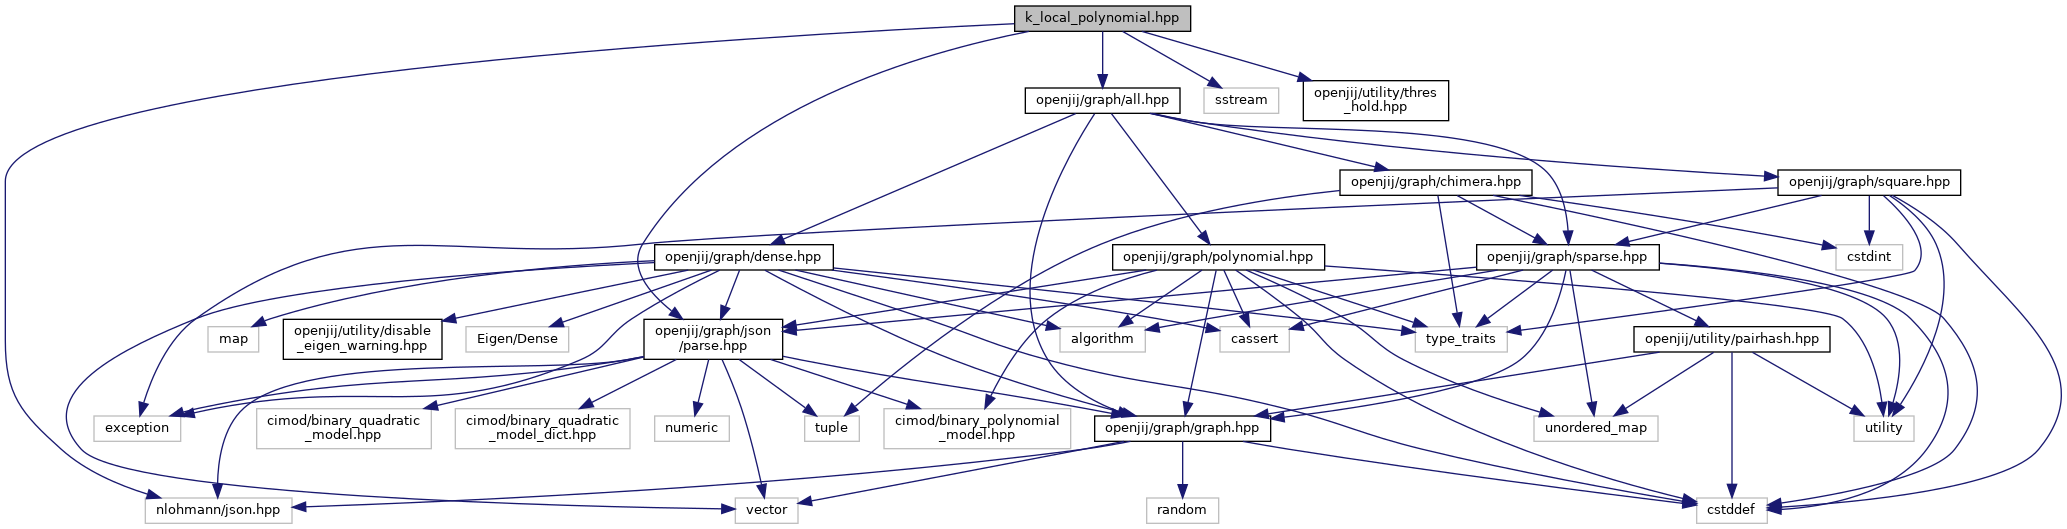 k_local_polynomial.hpp
openjij/graph/all.hpp
sstream
openjij/utility/thres
_hold.hpp
openjij/graph/chimera.hpp
openjij/graph/square.hpp
openjij/graph/dense.hpp
openjij/graph/polynomial.hpp
openjij/graph/sparse.hpp
cstdint
map
openjij/utility/disable
_eigen_warning.hpp
Eigen/Dense
openjij/graph/json
/parse.hpp
algorithm
cassert
type_traits
openjij/utility/pairhash.hpp
exception
cimod/binary_quadratic
_model.hpp
cimod/binary_quadratic
_model_dict.hpp
numeric
tuple
cimod/binary_polynomial
_model.hpp
openjij/graph/graph.hpp
unordered_map
utility
nlohmann/json.hpp
vector
random
cstddef